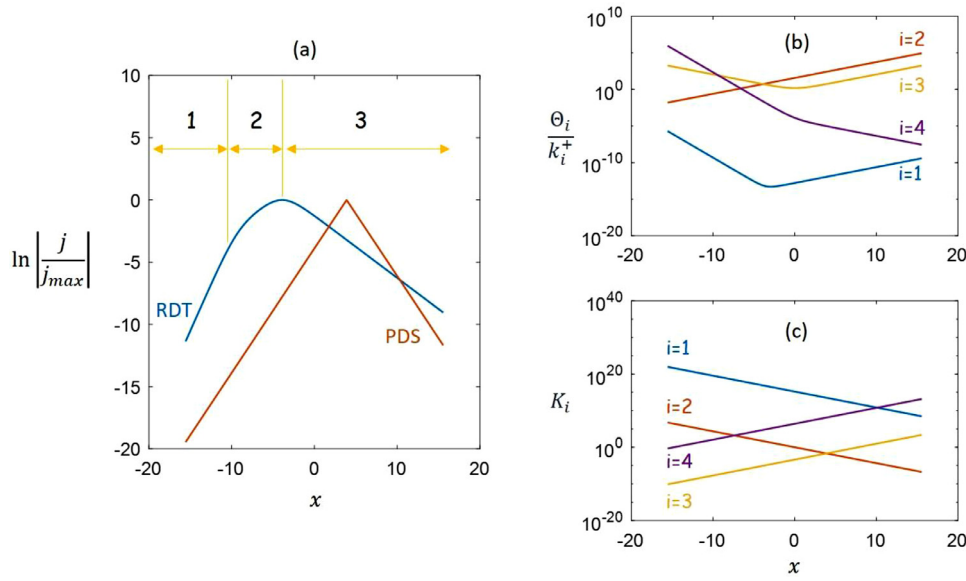 (a)
10
5
0
-5
-10
-15
-20
1
2
3
ln |j/j_max|
RDT
PDS
-20 -10 0 10 20
x
(b)
10^10
10^0
10^-10
10^-20
Θ_i/k_i^+
i=2
i=3
i=4
i=1
-20 -10 0 10 20
(c)
10^40
10^20
10^0
10^-20
K_i
i=1
i=2
i=4
i=3
-20 -10 0 10 20
x